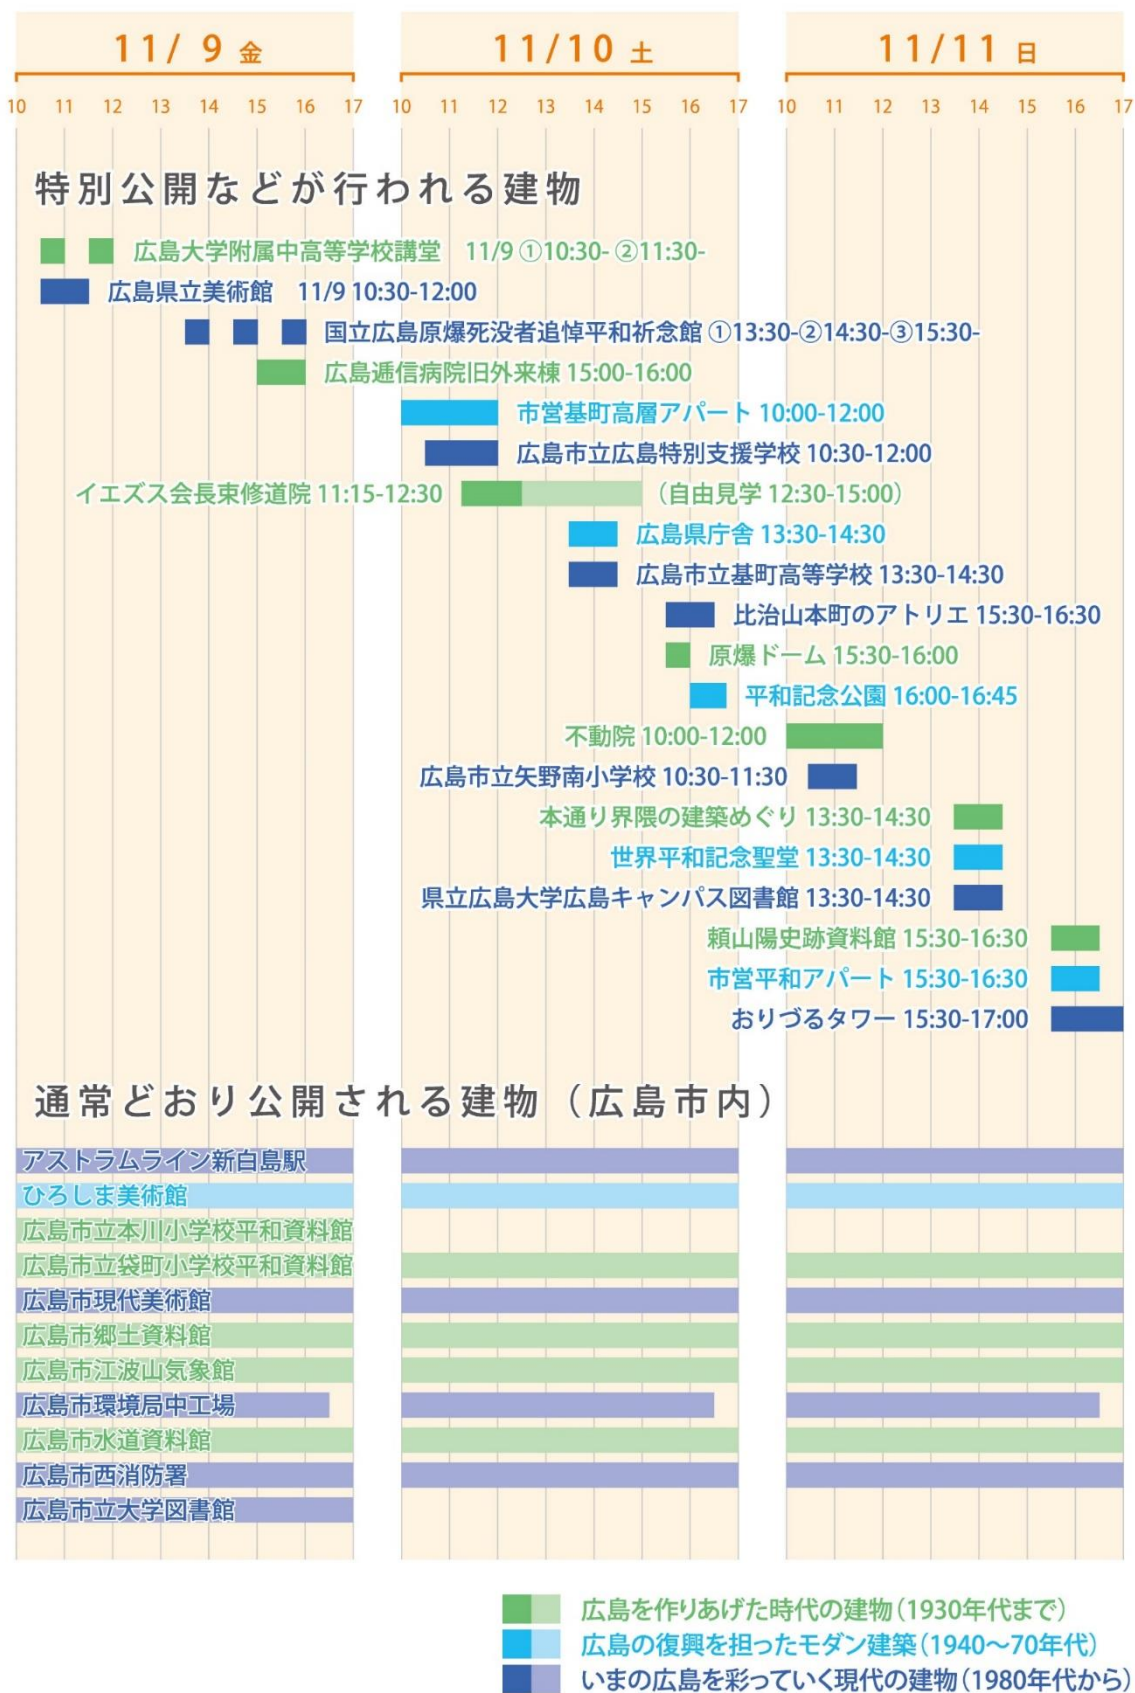 11/ 9 金
11/10 土
11/11 日
10 11 12 13 14 15 16 17
10 11 12 13 14 15 16 17
10 11 12 13 14 15 16 17
特別公開などが行われる建物
広島大学附属中高等学校講堂 11/9 ①10:30- ②11:30-
広島県立美術館 11/9 10:30-12:00
国立広島原爆死没者追悼平和祈念館 ①13:30-②14:30-③15:30-
広島逓信病院旧外来棟 15:00-16:00
市営基町高層アパート 10:00-12:00
広島市立広島特別支援学校 10:30-12:00
イエズス会長束修道院 11:15-12:30 （自由見学 12:30-15:00）
広島県庁舎 13:30-14:30
広島市立基町高等学校 13:30-14:30
比治山本町のアトリエ 15:30-16:30
原爆ドーム 15:30-16:00
平和記念公園 16:00-16:45
不動院 10:00-12:00
広島市立矢野南小学校 10:30-11:30
本通り界隈の建築めぐり 13:30-14:30
世界平和記念聖堂 13:30-14:30
県立広島大学広島キャンパス図書館 13:30-14:30
頼山陽史跡資料館 15:30-16:30
市営平和アパート 15:30-16:30
おりづるタワー 15:30-17:00
通常どおり公開される建物（広島市内）
アストラムライン新白島駅
ひろしま美術館
広島市立本川小学校平和資料館
広島市立袋町小学校平和資料館
広島市現代美術館
広島市郷土資料館
広島市江波山気象館
広島市環境局中工場
広島市水道資料館
広島市西消防署
広島市立大学図書館
広島を作りあげた時代の建物（1930年代まで）
広島の復興を担ったモダン建築（1940〜70年代）
いまの広島を彩っていく現代の建物（1980年代から）